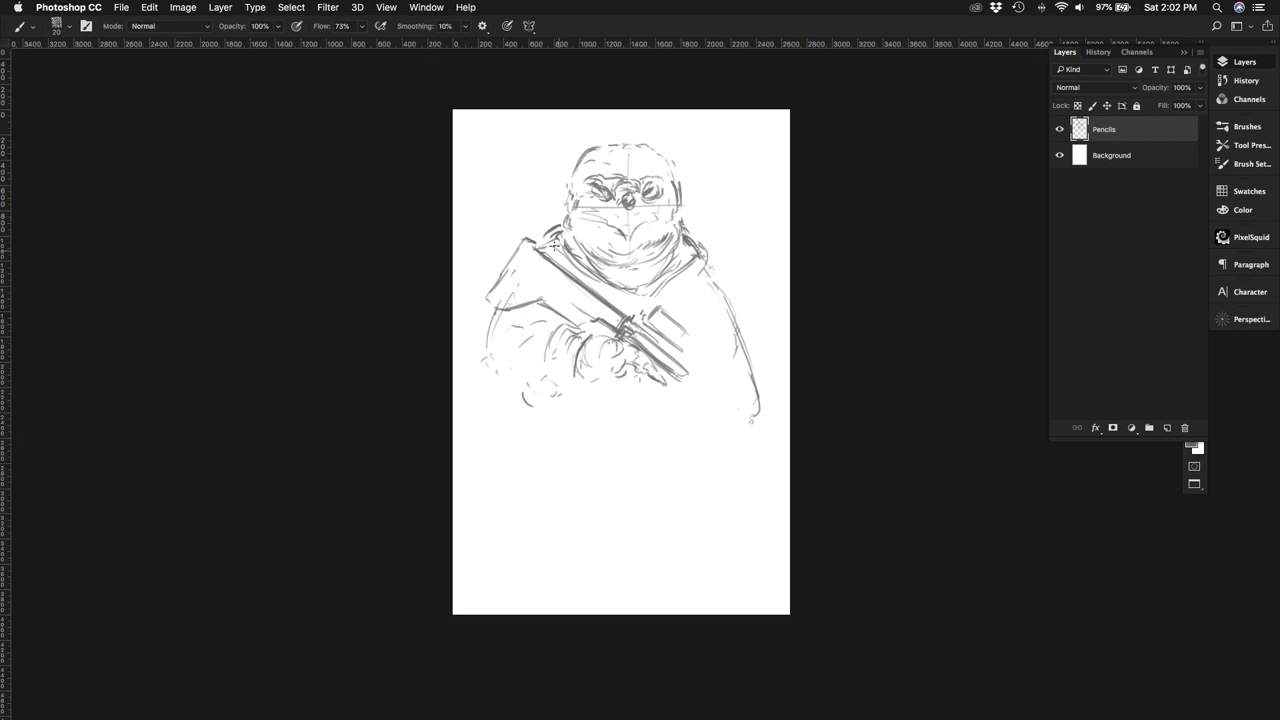 Photoshop CC File Edit Image Layer Type Select Filter 3D View Window Help 97% Sat 2:02 PM
20 Mode: Normal Opacity: 100% Flow: 73% Smoothing: 10%
Layers History Channels
Kind
Normal Opacity: 100%
Lock: Fill: 100%
Pencils
Background
fx
Layers
History
Channels
Brushes
Tool Pres...
Brush Set...
Swatches
Color
PixelSquid
Paragraph
Character
Perspecti...